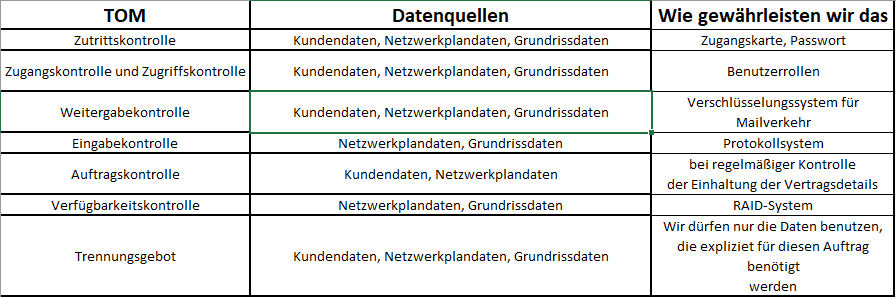 TOM Datenquellen Wie gewährleisten wir das
Zutrittskontrolle Kundendaten, Netzwerkplandaten, Grundrissdaten Zugangskarte, Passwort
Zugangskontrolle und Zugriffskontrolle Kundendaten, Netzwerkplandaten, Grundrissdaten Benutzerrollen
Weitergabekontrolle Kundendaten, Netzwerkplandaten, Grundrissdaten Verschlüsselungssystem für
Mailverkehr
Eingabekontrolle Netzwerkplandaten, Grundrissdaten Protokollsystem
Auftragskontrolle Kundendaten, Netzwerkplandaten bei regelmäßiger Kontrolle
der Einhaltung der Vertragsdetails
Verfügbarkeitskontrolle Netzwerkplandaten, Grundrissdaten RAID-System
Trennungsgebot Kundendaten, Netzwerkplandaten, Grundrissdaten Wir dürfen nur die Daten benutzen,
die expliziet für diesen Auftrag
benötigt
werden